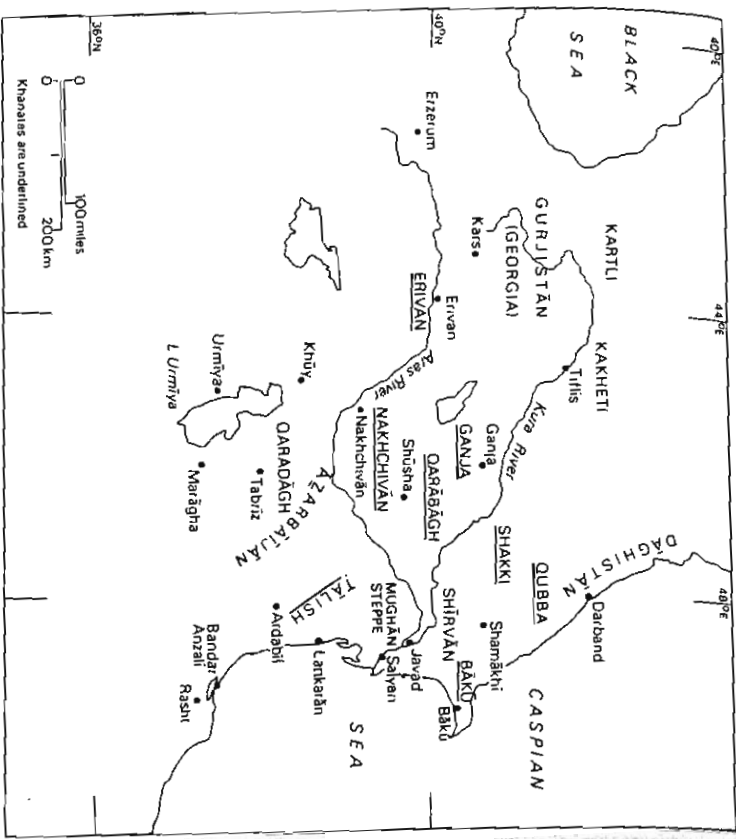 40°E
44°E
48°E
BLACK
SEA
KARTLI
KAKHETI
DĀGHISTĀN
Darband
GURJISTĀN
(GEORGIA)
Tiflis
Kura River
QUBBA
CASPIAN
SHAKKI
Kars
Ganja
GANJA
Shamākhi
40°N
Erzerum
Erivan
ERIVĀN
QARĀBĀGH
Shūsha
SHĪRVĀN
BĀKŪ
Bākū
Aras River
NAKHCHIVĀN
Nakhchivān
MUGHĀN
STEPPE
Javad
Salyān
SEA
ĀZARBĀĪJĀN
TĀLISH
Lankarān
Khūy
QARADĀGH
Ardabīl
Tabrīz
Urmīya
L Urmīya
Marāgha
Bandar
Anzali
Rasht
36°N
0 100 miles
0 200 km
Khanates are underlined